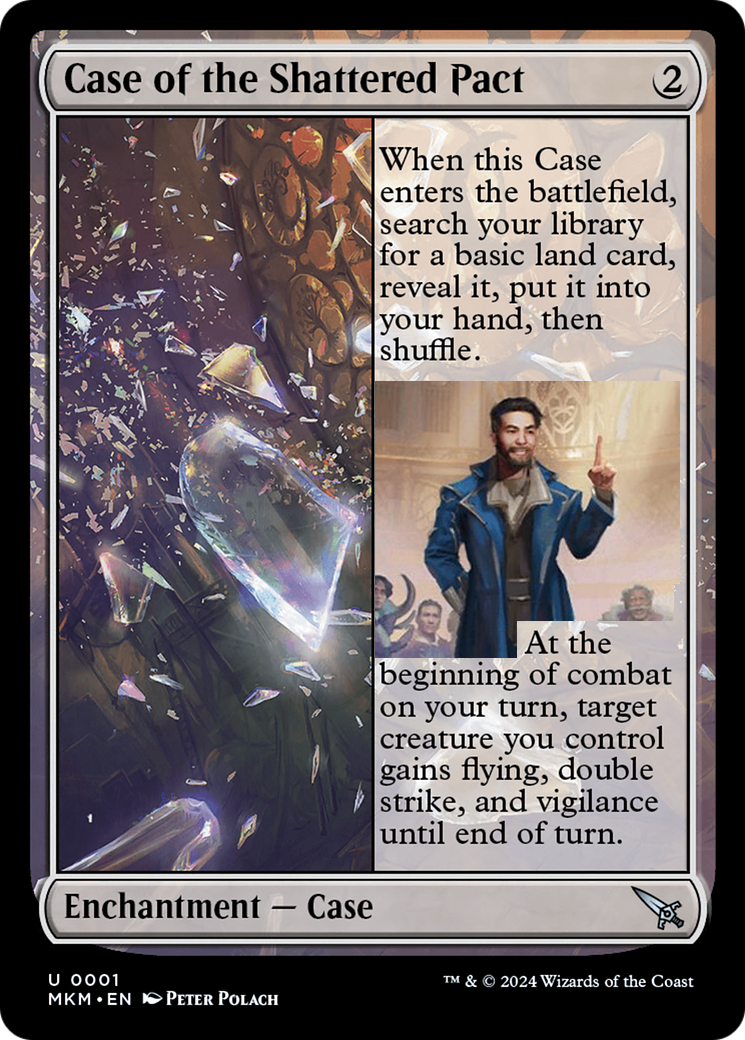 Case of the Shattered Pact 2
When this Case
enters the battlefield,
search your library
for a basic land card,
reveal it, put it into
your hand, then
shuffle.
At the
beginning of combat
on your turn, target
creature you control
gains flying, double
strike, and vigilance
until end of turn.
Enchantment — Case
U 0001
MKM • EN Peter Polach
™ & © 2024 Wizards of the Coast